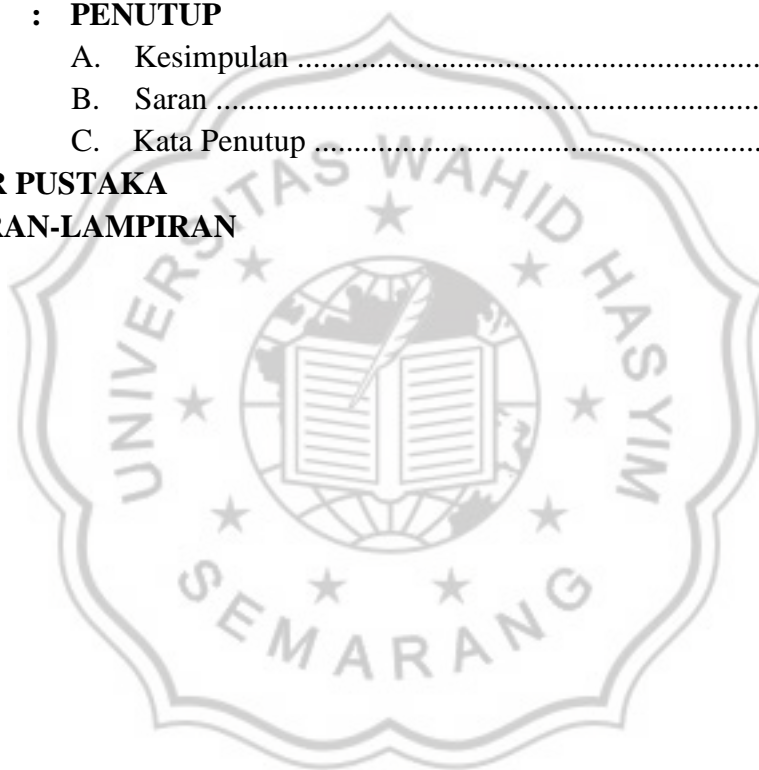 : PENUTUP
A. Kesimpulan ......................................................
B. Saran ................................................................
C. Kata Penutup ....................................................
R PUSTAKA
RAN-LAMPIRAN
UNIVERSITAS WAHID HASYIM
SEMARANG